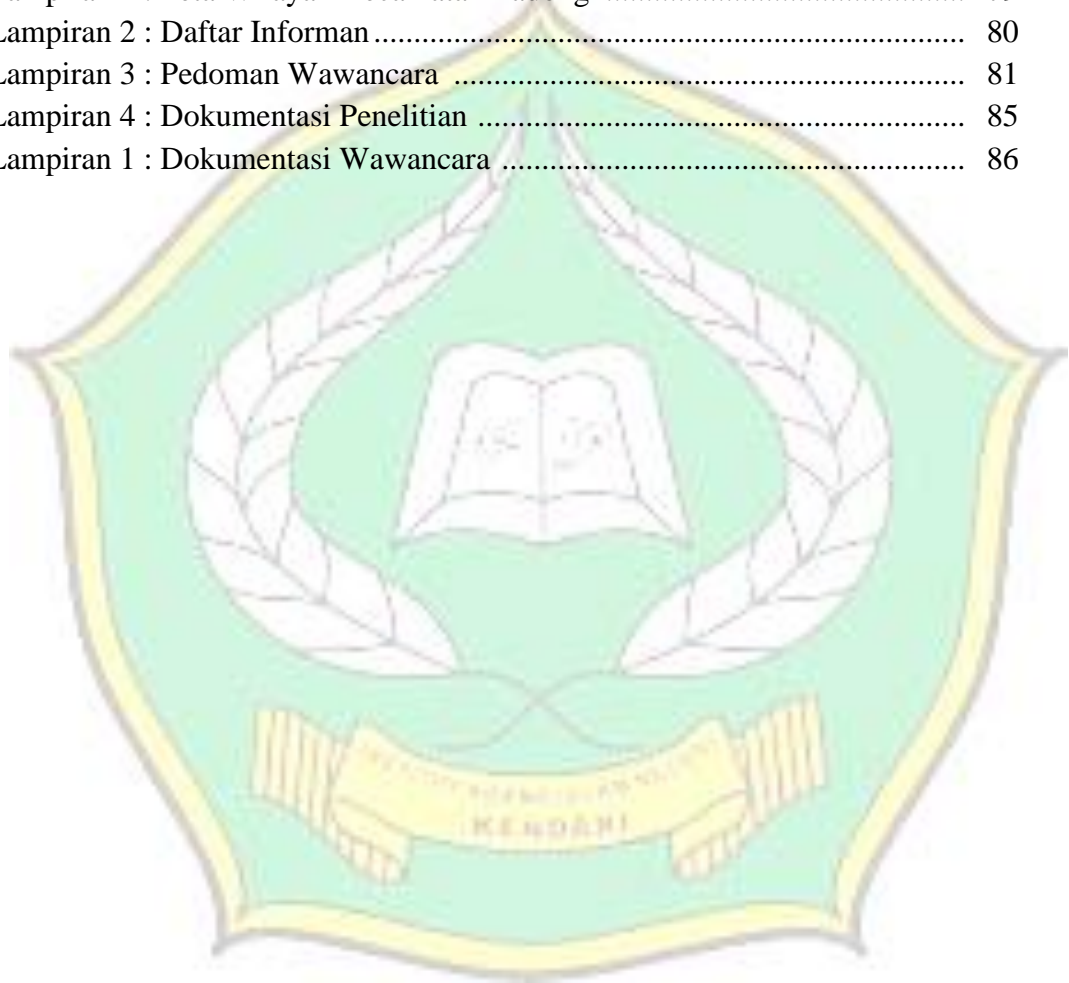 Lampiran 2 : Daftar Informan ........................................................................... 80
Lampiran 3 : Pedoman Wawancara ................................................................. 81
Lampiran 4 : Dokumentasi Penelitian .............................................................. 85
Lampiran 1 : Dokumentasi Wawancara ........................................................... 86
KENDARI